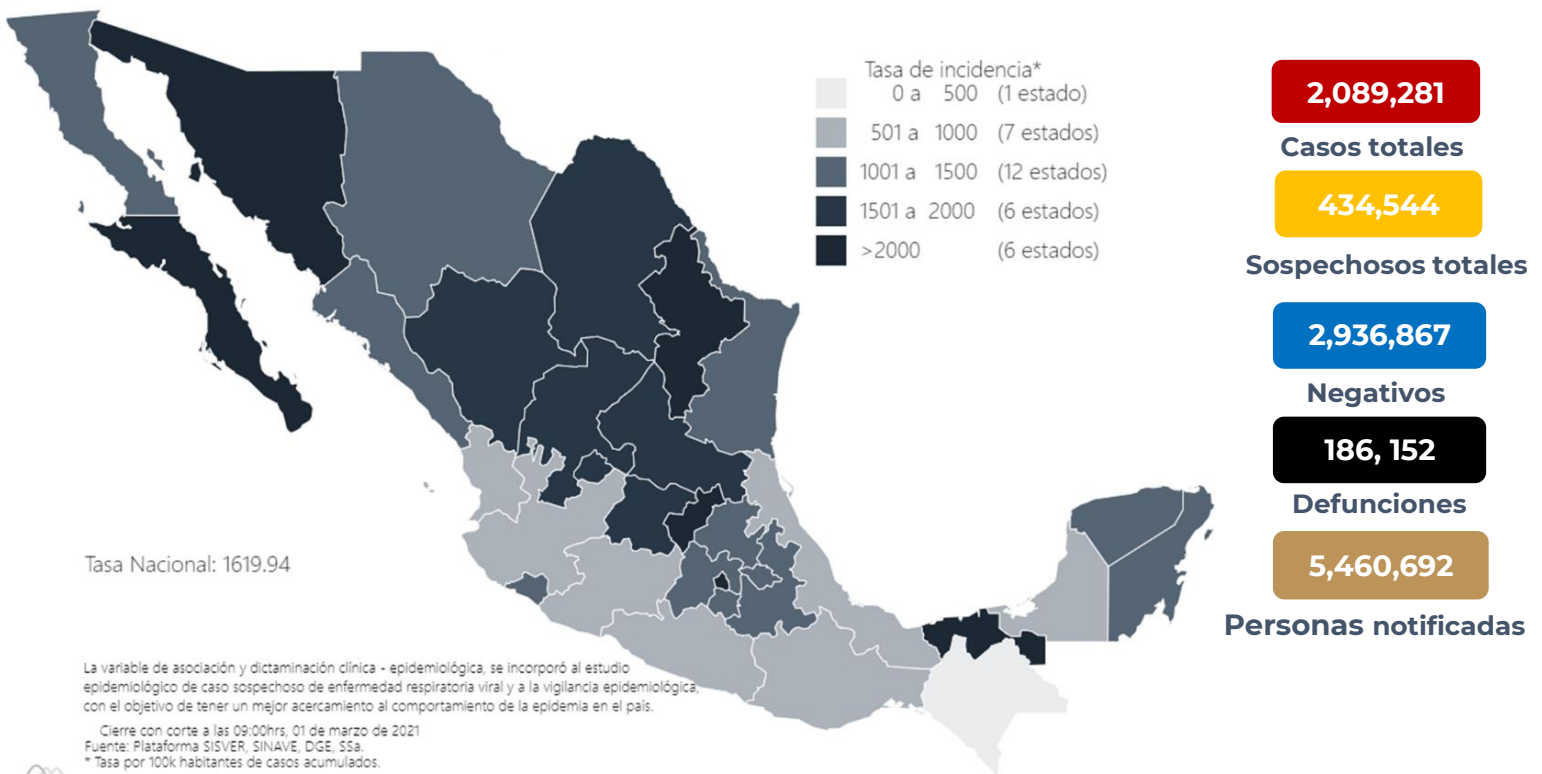 Tasa de incidencia*
0 a 500 (1 estado)
501 a 1000 (7 estados)
1001 a 1500 (12 estados)
1501 a 2000 (6 estados)
>2000 (6 estados)
2,089,281
Casos totales
434,544
Sospechosos totales
2,936,867
Negativos
186, 152
Defunciones
5,460,692
Personas notificadas
Tasa Nacional: 1619.94
La variable de asociación y dictaminación clínica - epidemiológica, se incorporó al estudio
epidemiológico de caso sospechoso de enfermedad respiratoria viral y a la vigilancia epidemiológica,
con el objetivo de tener un mejor acercamiento al comportamiento de la epidemia en el país.
Cierre con corte a las 09:00hrs, 01 de marzo de 2021
Fuente: Plataforma SISVER, SINAVE, DGE, SSa.
* Tasa por 100k habitantes de casos acumulados.